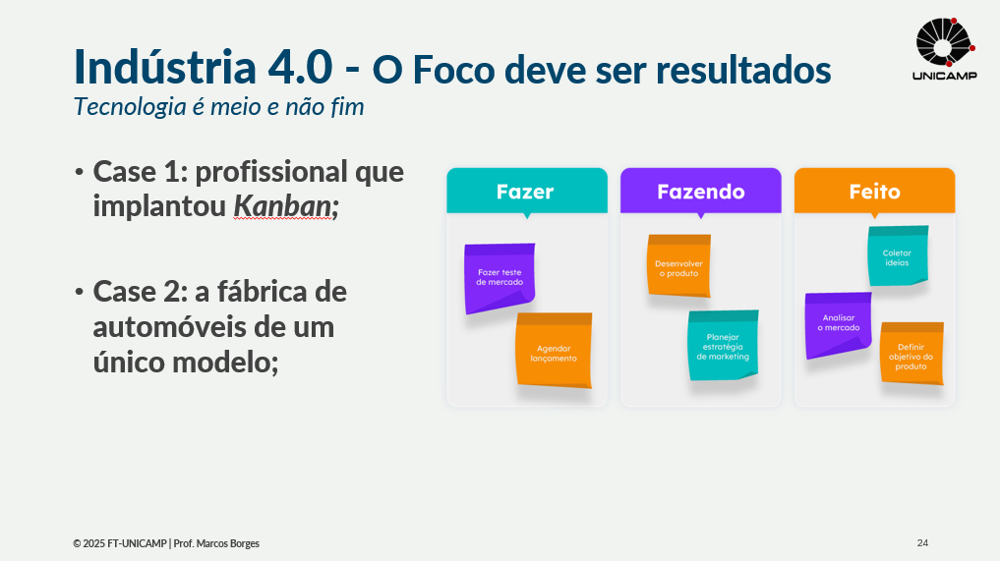 Indústria 4.0 - O Foco deve ser resultados
Tecnologia é meio e não fim
UNICAMP
• Case 1: profissional que
implantou Kanban;
• Case 2: a fábrica de
automóveis de um
único modelo;
Fazer
Fazer teste
de mercado
Agendar
lançamento
Fazendo
Desenvolver
o produto
Planejar
estratégia
de marketing
Feito
Coletar
ideias
Analisar
o mercado
Definir
objetivo do
produto
© 2025 FT-UNICAMP | Prof. Marcos Borges
24